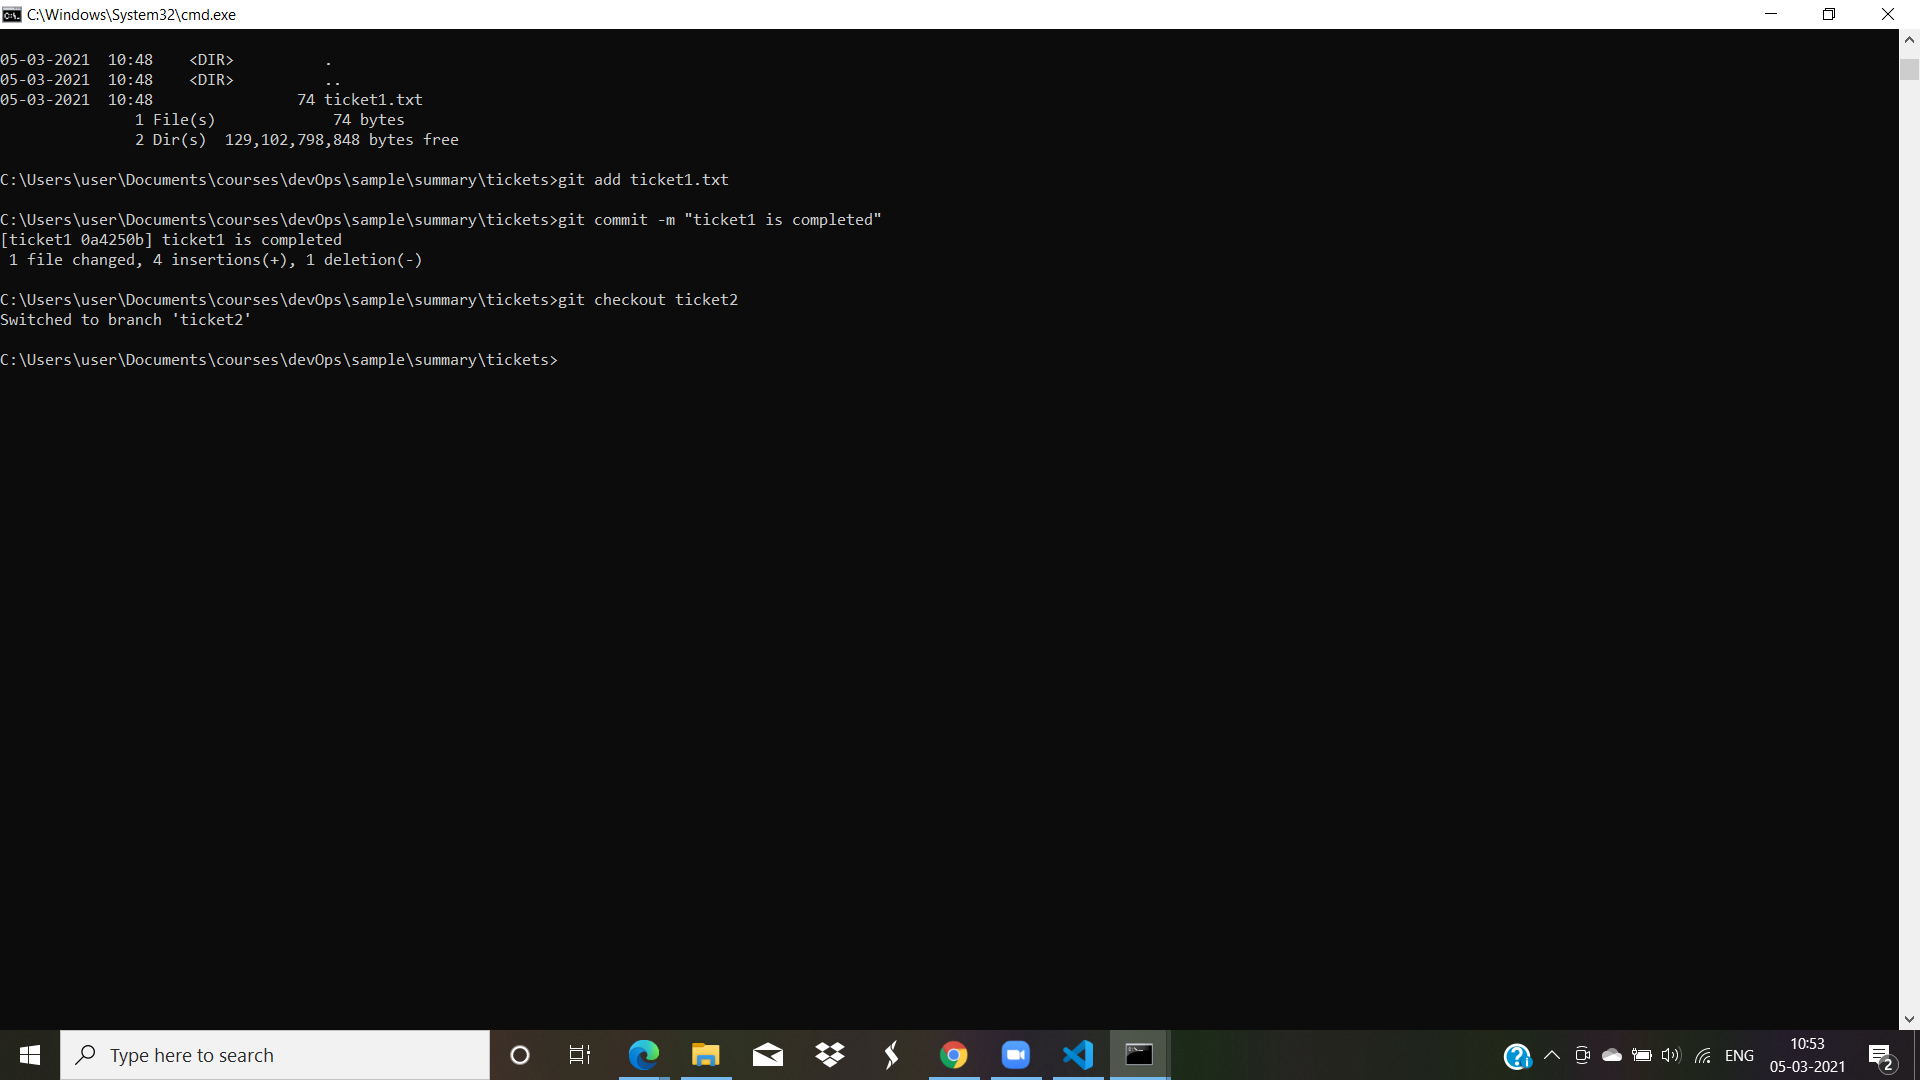 C:\Windows\System32\cmd.exe
05-03-2021  10:48    <DIR>          .
05-03-2021  10:48    <DIR>          ..
05-03-2021  10:48                74 ticket1.txt
               1 File(s)             74 bytes
               2 Dir(s)  129,102,798,848 bytes free
C:\Users\user\Documents\courses\devOps\sample\summary\tickets>git add ticket1.txt
C:\Users\user\Documents\courses\devOps\sample\summary\tickets>git commit -m "ticket1 is completed"
[ticket1 0a4250b] ticket1 is completed
 1 file changed, 4 insertions(+), 1 deletion(-)
C:\Users\user\Documents\courses\devOps\sample\summary\tickets>git checkout ticket2
Switched to branch 'ticket2'
C:\Users\user\Documents\courses\devOps\sample\summary\tickets>
Type here to search
ENG
10:53
05-03-2021
2